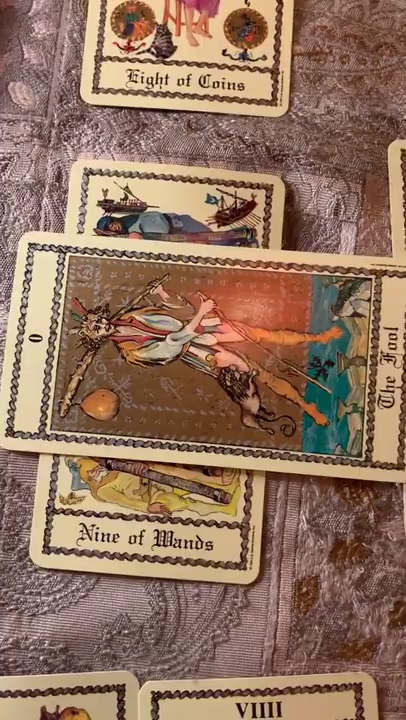 Eight of Coins
0
The Fool
Nine of Wands
VIIII